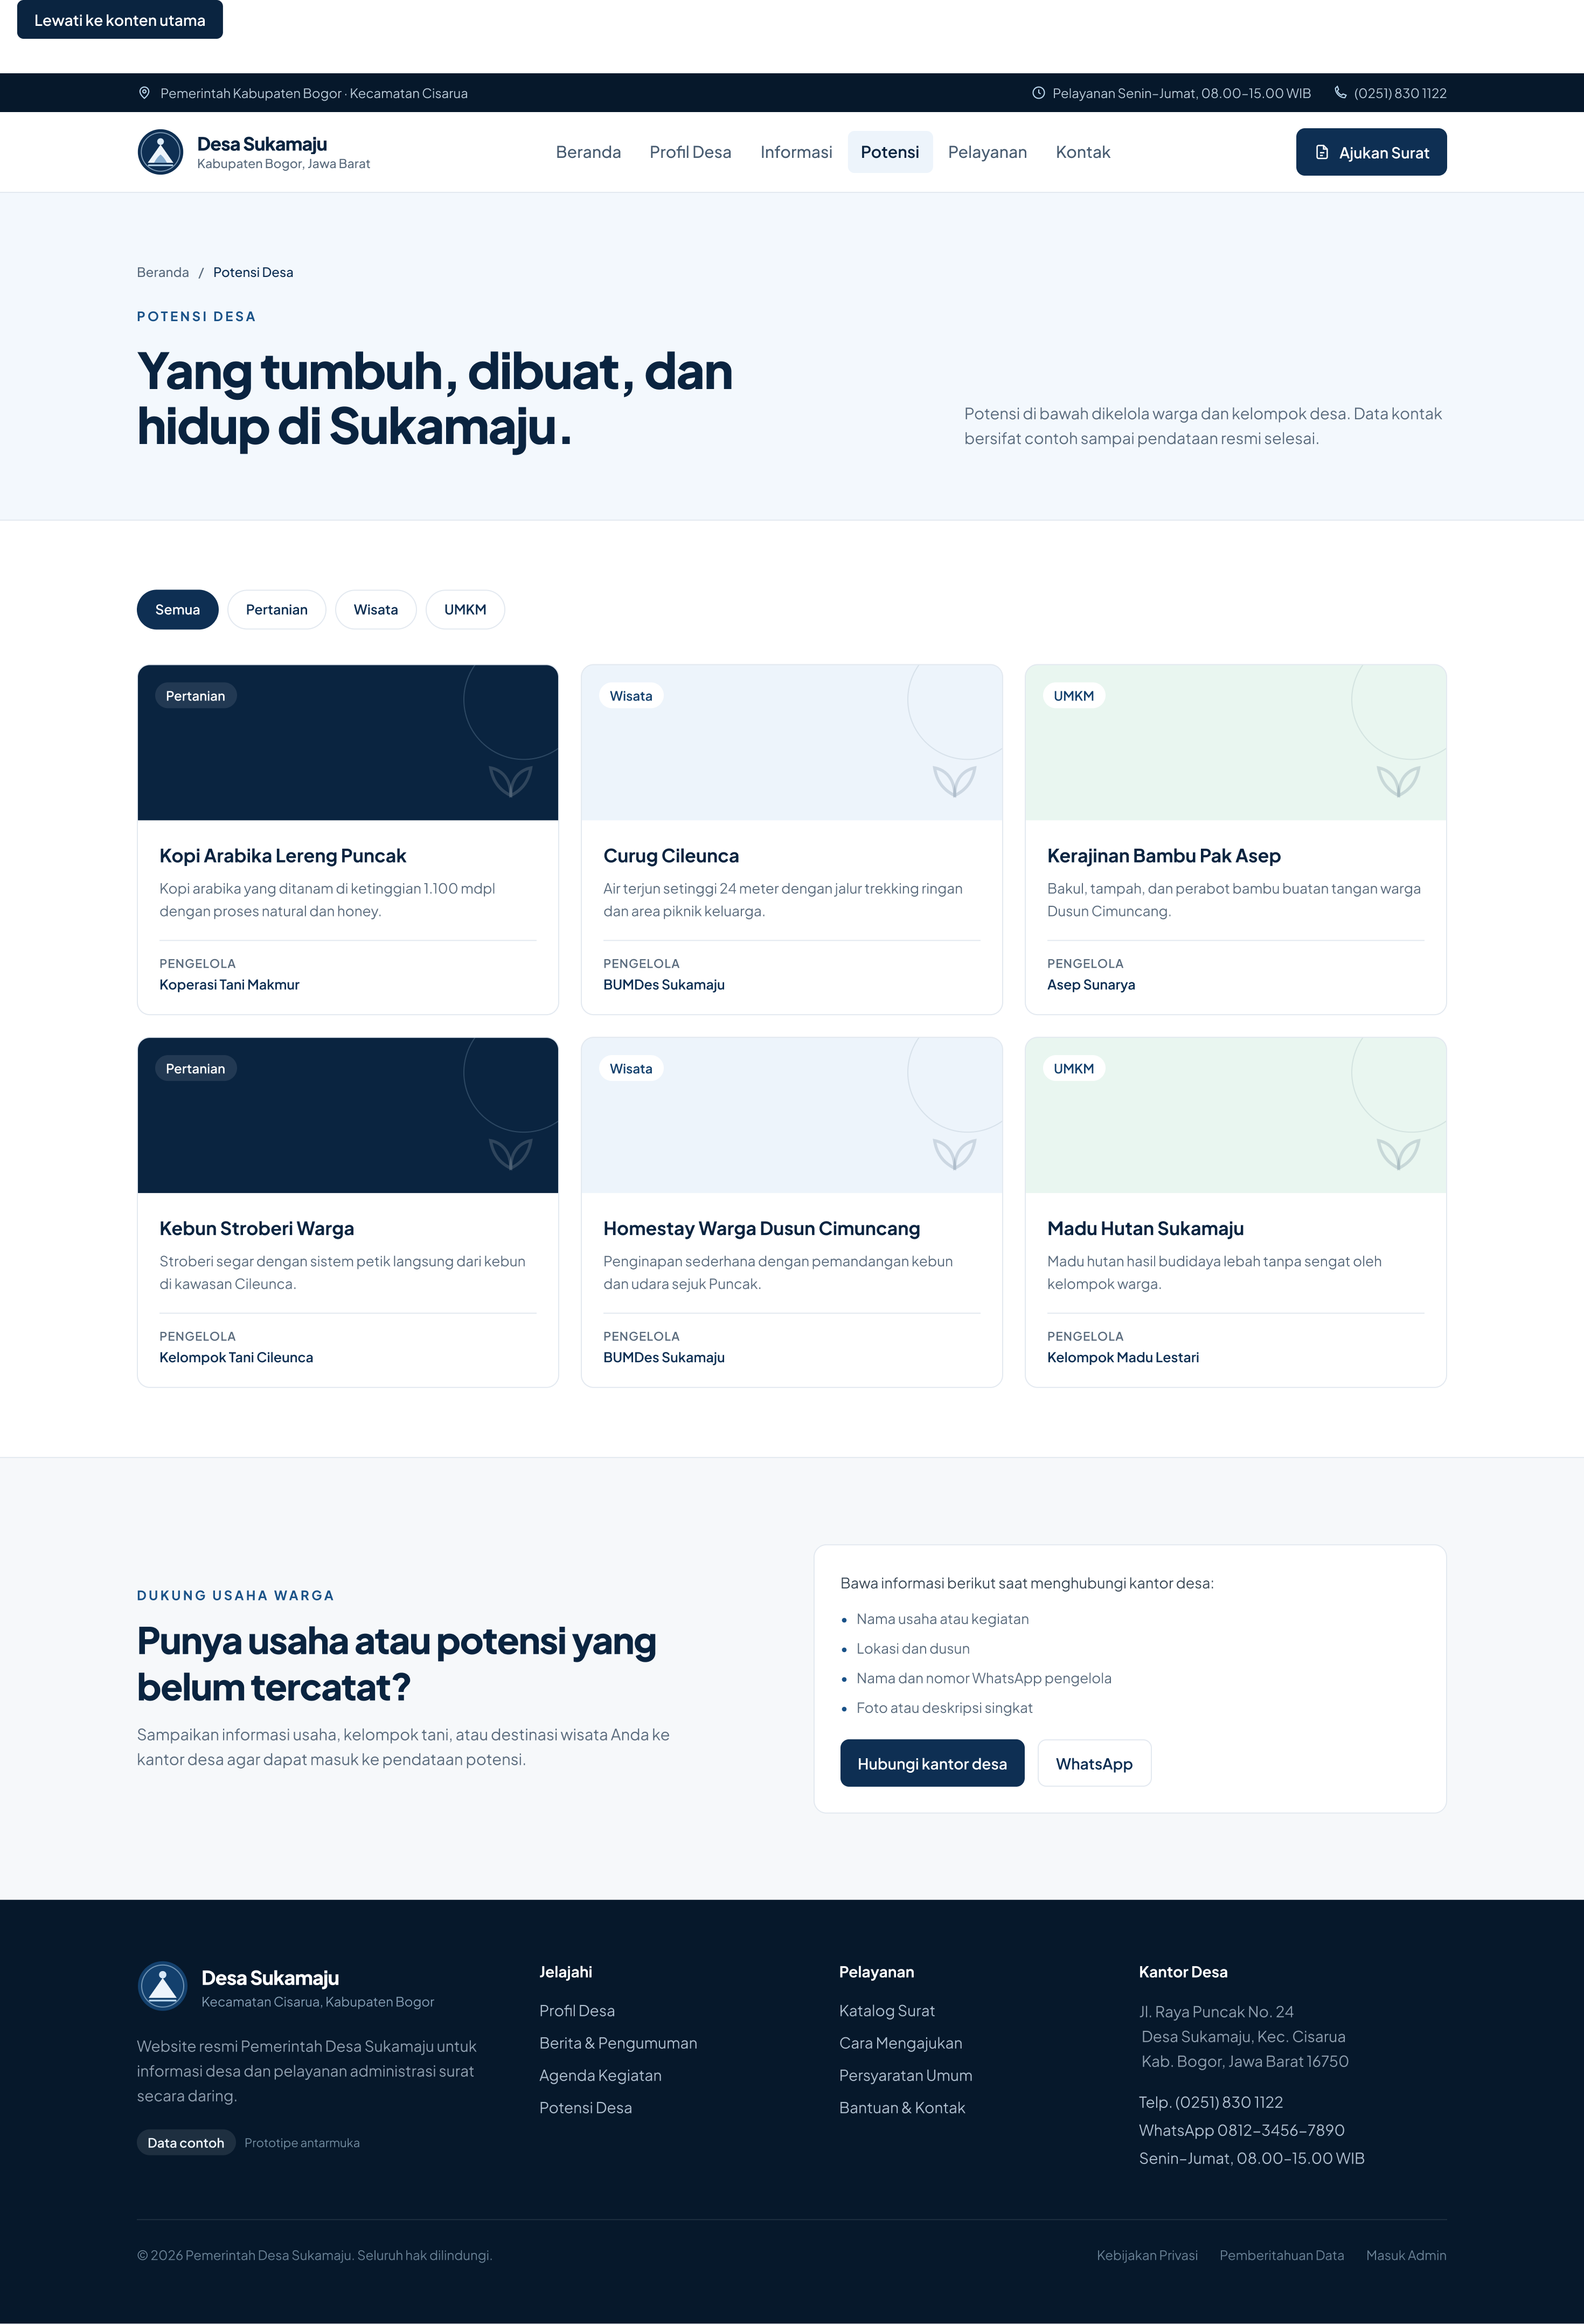 Lewati ke konten utama
Pemerintah Kabupaten Bogor · Kecamatan Cisarua
Pelayanan Senin–Jumat, 08.00–15.00 WIB
(0251) 830 1122
Desa Sukamaju
Kabupaten Bogor, Jawa Barat
Beranda
Profil Desa
Informasi
Potensi
Pelayanan
Kontak
Ajukan Surat
Beranda / Potensi Desa
POTENSI DESA
Yang tumbuh, dibuat, dan
hidup di Sukamaju.
Potensi di bawah dikelola warga dan kelompok desa. Data kontak
bersifat contoh sampai pendataan resmi selesai.
Semua
Pertanian
Wisata
UMKM
Pertanian
Kopi Arabika Lereng Puncak
Kopi arabika yang ditanam di ketinggian 1.100 mdpl
dengan proses natural dan honey.
PENGELOLA
Koperasi Tani Makmur
Wisata
Curug Cileunca
Air terjun setinggi 24 meter dengan jalur trekking ringan
dan area piknik keluarga.
PENGELOLA
BUMDes Sukamaju
UMKM
Kerajinan Bambu Pak Asep
Bakul, tampah, dan perabot bambu buatan tangan warga
Dusun Cimuncang.
PENGELOLA
Asep Sunarya
Pertanian
Kebun Stroberi Warga
Stroberi segar dengan sistem petik langsung dari kebun
di kawasan Cileunca.
PENGELOLA
Kelompok Tani Cileunca
Wisata
Homestay Warga Dusun Cimuncang
Penginapan sederhana dengan pemandangan kebun
dan udara sejuk Puncak.
PENGELOLA
BUMDes Sukamaju
UMKM
Madu Hutan Sukamaju
Madu hutan hasil budidaya lebah tanpa sengat oleh
kelompok warga.
PENGELOLA
Kelompok Madu Lestari
DUKUNG USAHA WARGA
Punya usaha atau potensi yang
belum tercatat?
Sampaikan informasi usaha, kelompok tani, atau destinasi wisata Anda ke
kantor desa agar dapat masuk ke pendataan potensi.
Bawa informasi berikut saat menghubungi kantor desa:
• Nama usaha atau kegiatan
• Lokasi dan dusun
• Nama dan nomor WhatsApp pengelola
• Foto atau deskripsi singkat
Hubungi kantor desa
WhatsApp
Desa Sukamaju
Kecamatan Cisarua, Kabupaten Bogor
Website resmi Pemerintah Desa Sukamaju untuk
informasi desa dan pelayanan administrasi surat
secara daring.
Data contoh
Prototipe antarmuka
Jelajahi
Profil Desa
Berita & Pengumuman
Agenda Kegiatan
Potensi Desa
Pelayanan
Katalog Surat
Cara Mengajukan
Persyaratan Umum
Bantuan & Kontak
Kantor Desa
Jl. Raya Puncak No. 24
Desa Sukamaju, Kec. Cisarua
Kab. Bogor, Jawa Barat 16750
Telp. (0251) 830 1122
WhatsApp 0812-3456-7890
Senin–Jumat, 08.00–15.00 WIB
© 2026 Pemerintah Desa Sukamaju. Seluruh hak dilindungi.
Kebijakan Privasi
Pemberitahuan Data
Masuk Admin